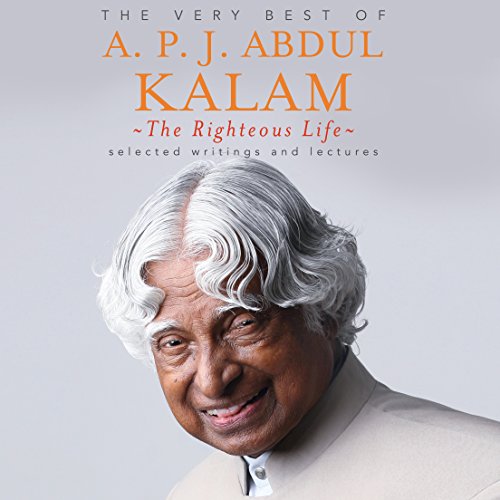 THE VERY BEST OF
A. P. J. ABDUL
KALAM
~The Righteous Life~
selected writings and lectures